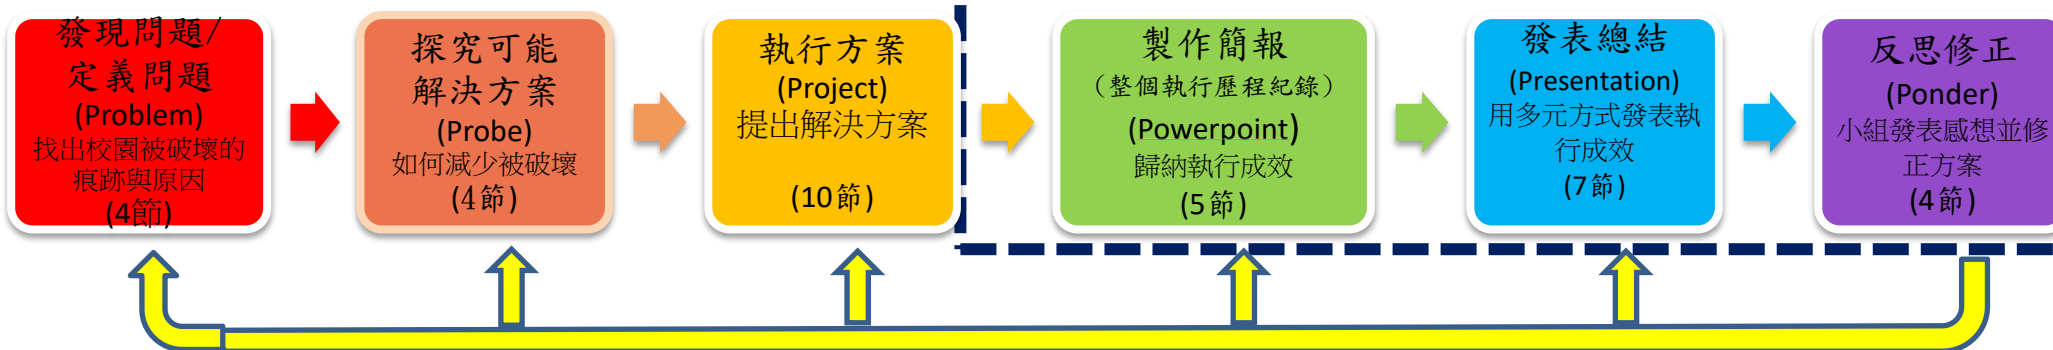 發現問題/
定義問題
(Problem)
找出校園被破壞的
痕跡與原因
(4節)
探究可能
解決方案
(Probe)
如何減少被破壞
(4節)
執行方案
(Project)
提出解決方案
(10節)
製作簡報
（整個執行歷程紀錄）
(Powerpoint)
歸納執行成效
(5節)
發表總結
(Presentation)
用多元方式發表執
行成效
(7節)
反思修正
(Ponder)
小組發表感想並修
正方案
(4節)